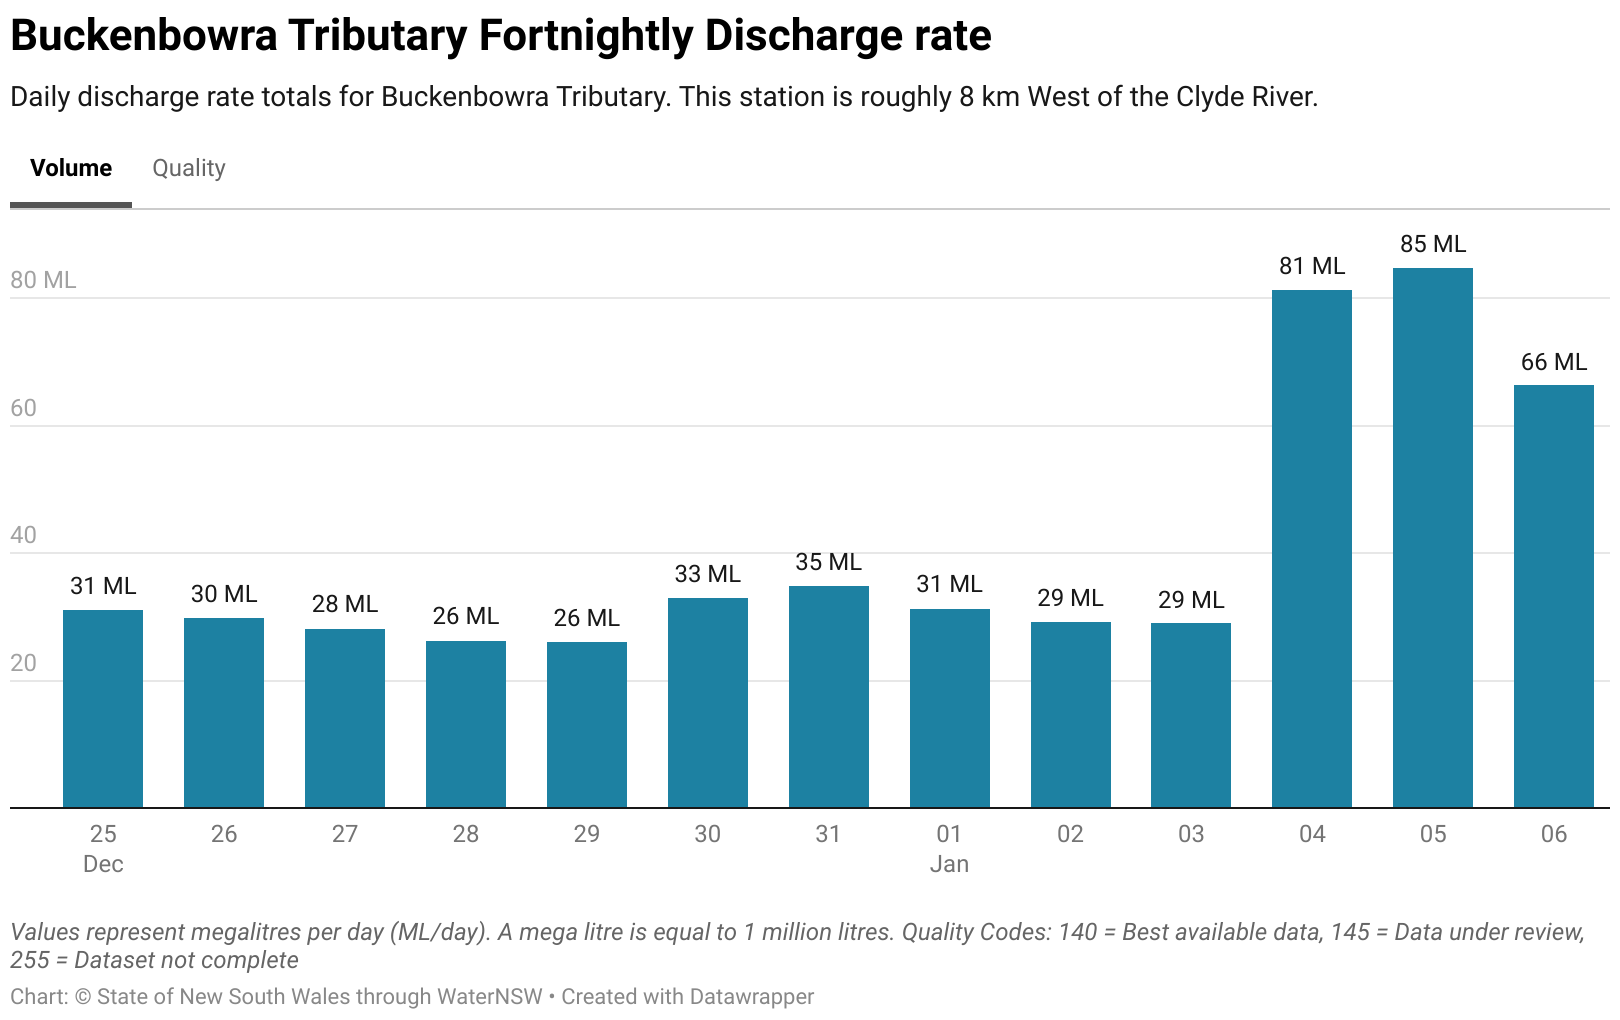 Buckenbowra Tributary Fortnightly Discharge rate
Daily discharge rate totals for Buckenbowra Tributary. This station is roughly 8 km West of the Clyde River.
Volume Quality
80 ML
60
40
20
31 ML
30 ML
28 ML
26 ML
26 ML
33 ML
35 ML
31 ML
29 ML
29 ML
81 ML
85 ML
66 ML
25 26 27 28 29 30 31 01 02 03 04 05 06
Dec Jan
Values represent megalitres per day (ML/day). A mega litre is equal to 1 million litres. Quality Codes: 140 = Best available data, 145 = Data under review,
255 = Dataset not complete
Chart: © State of New South Wales through WaterNSW • Created with Datawrapper